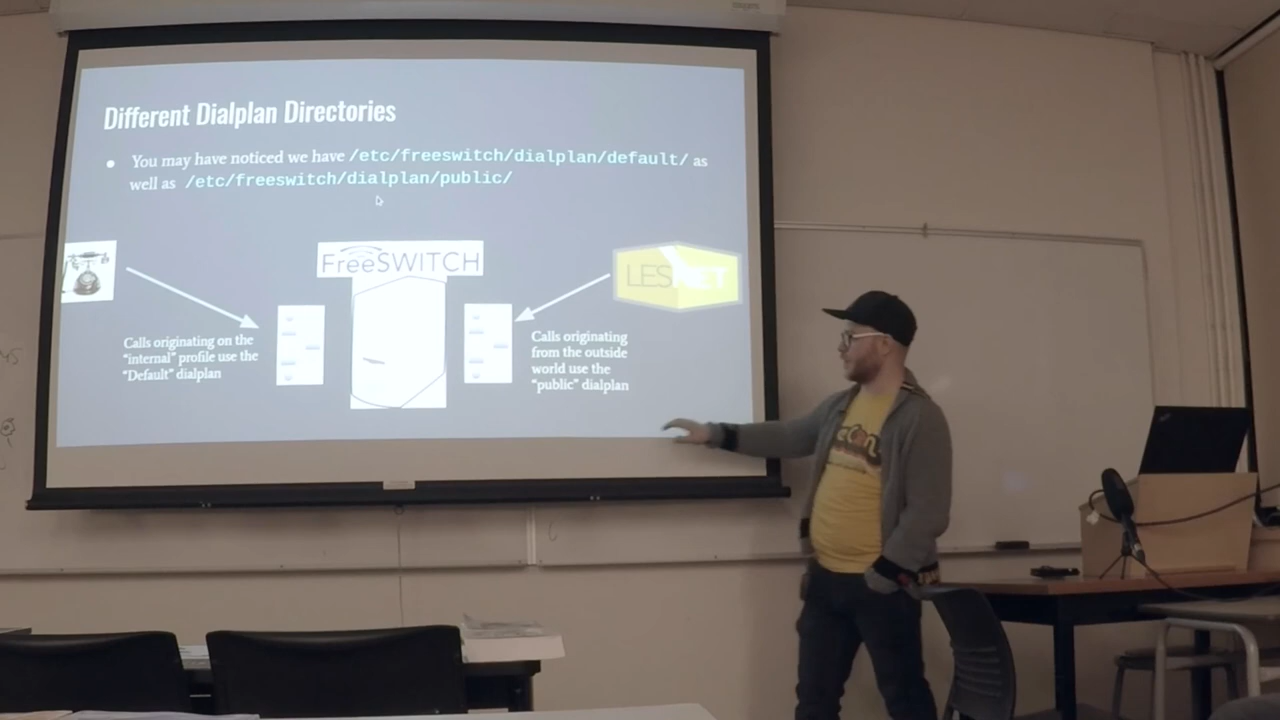 Different Dialplan Directories
● You may have noticed we have /etc/freeswitch/dialplan/default/ as
well as /etc/freeswitch/dialplan/public/
FreeSWITCH
LESNET
Calls originating on the
“internal” profile use the
“Default” dialplan
Calls originating
from the outside
world use the
“public” dialplan